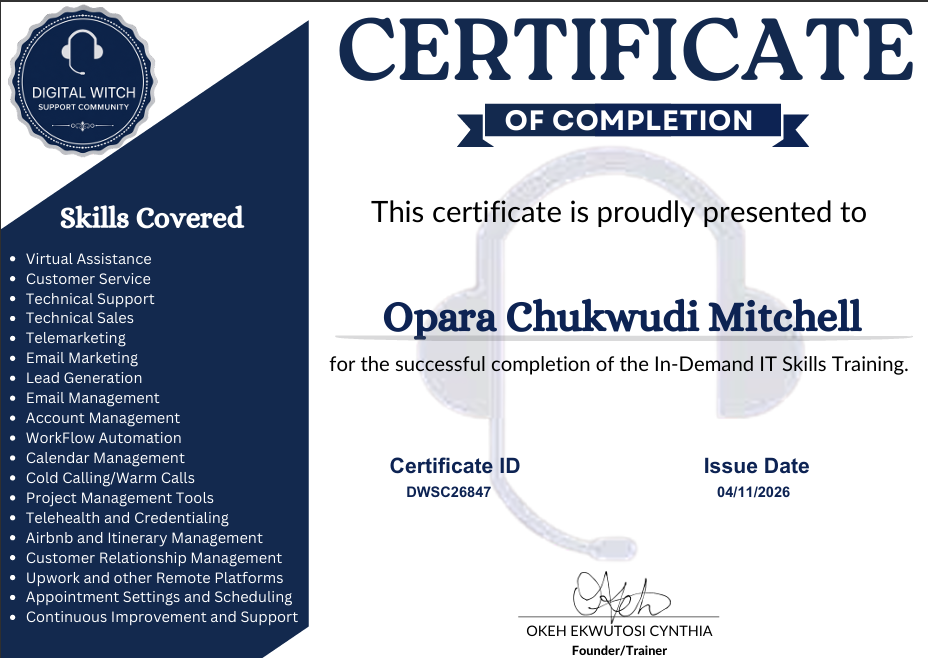 DIGITAL WITCH
SUPPORT COMMUNITY
CERTIFICATE
OF COMPLETION
This certificate is proudly presented to
Opara Chukwudi Mitchell
for the successful completion of the In-Demand IT Skills Training.
Certificate ID
DWSC26847
Issue Date
04/11/2026
OKEH EKWUTOSI CYNTHIA
Founder/Trainer
Skills Covered
• Virtual Assistance
• Customer Service
• Technical Support
• Technical Sales
• Telemarketing
• Email Marketing
• Lead Generation
• Email Management
• Account Management
• WorkFlow Automation
• Calendar Management
• Cold Calling/Warm Calls
• Project Management Tools
• Telehealth and Credentialing
• Airbnb and Itinerary Management
• Customer Relationship Management
• Upwork and other Remote Platforms
• Appointment Settings and Scheduling
• Continuous Improvement and Support